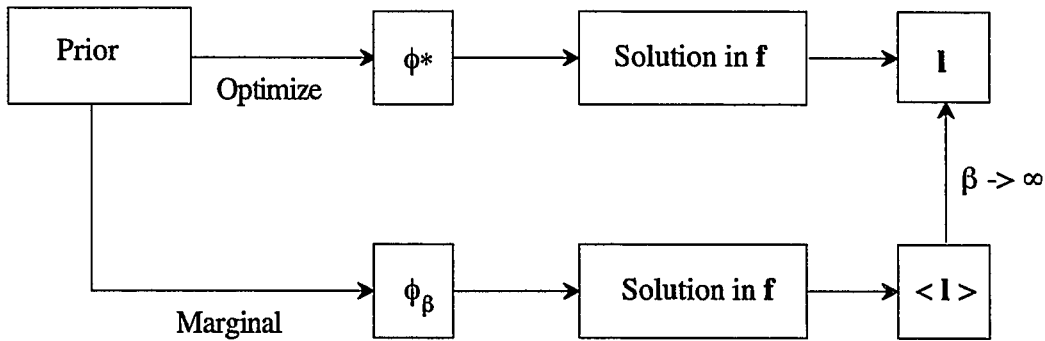 Prior
Optimize
ϕ*
Solution in f
l
β -> ∞
Marginal
ϕβ
Solution in f
< l >